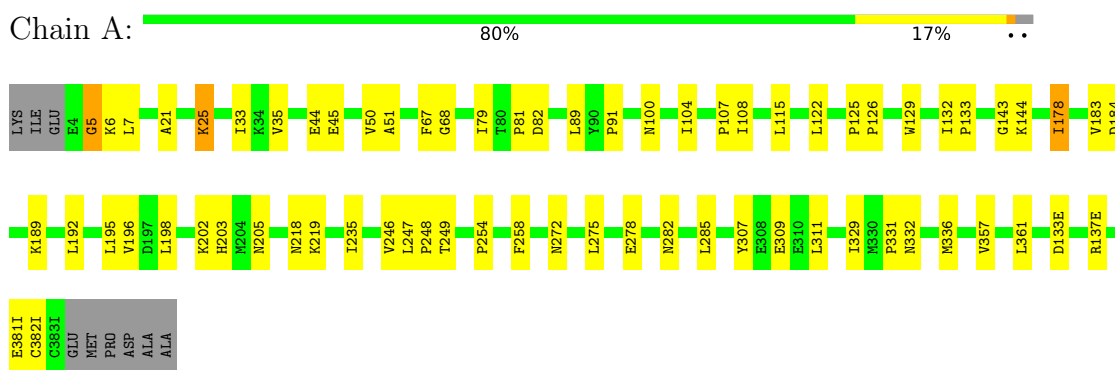 Chain A:
80% 17% • •
LYS ILE GLU E4 G5 K6 L7 A21 K25 I33 K34 V35 E44 E45 V50 A51 F67 G68 I79 T80 P81 D82 L89 Y90 P91 N100 I104 P107 I108 L115 L122 P125 P126 W129 I132 P133 G143 K144 I178 V183 D184
K189 L192 L195 V196 D197 L198 K202 H203 M204 N205 N218 K219 I235 V246 L247 P248 T249 P254 F258 N272 L275 E278 N282 L285 Y307 E308 E309 E310 L311 I329 M330 P331 N332 M336 V357 L361 D133E R137E
E381I C382I C383I GLU MET PRO ASP ALA ALA